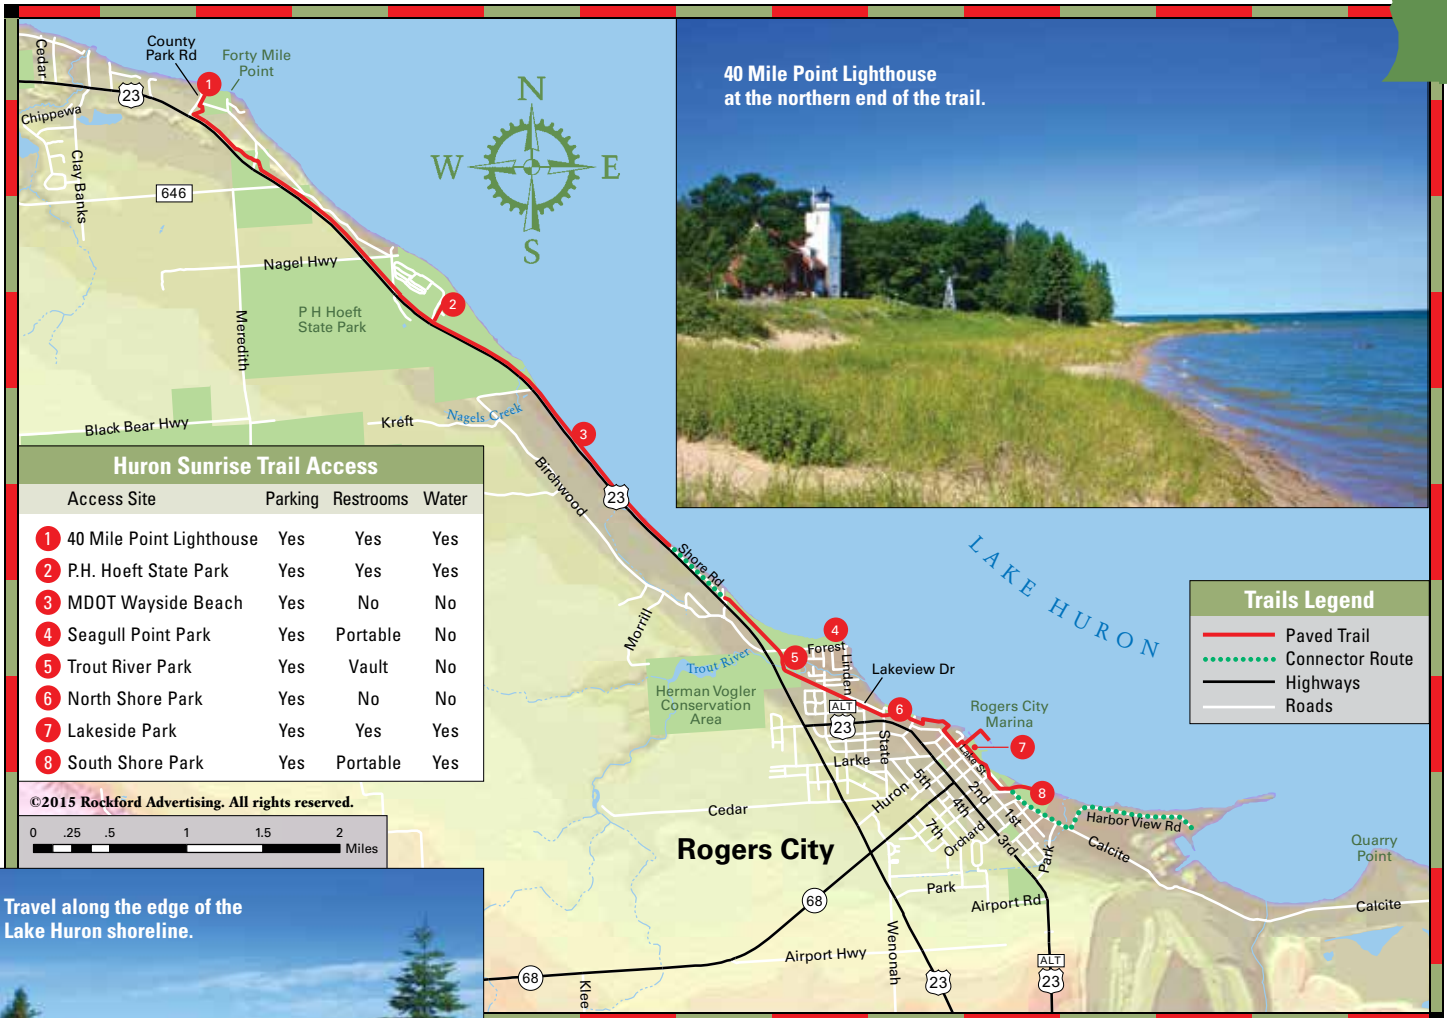 40 Mile Point Lighthouse
at the northern end of the trail.
County
Park Rd
Forty Mile
Point
Cedar
1
23
Chippewa
Clay Banks
646
N
W
E
S
Nagel Hwy
2
P H Hoeft
State Park
Meredith
Black Bear Hwy
Kreft
Nagels Creek
3
Birchwood
23
Huron Sunrise Trail Access
Access Site Parking Restrooms Water
1 40 Mile Point Lighthouse Yes Yes Yes
2 P.H. Hoeft State Park Yes Yes Yes
3 MDOT Wayside Beach Yes No No
4 Seagull Point Park Yes Portable No
5 Trout River Park Yes Vault No
6 North Shore Park Yes No No
7 Lakeside Park Yes Yes Yes
8 South Shore Park Yes Portable Yes
©2015 Rockford Advertising. All rights reserved.
0 .25 .5 1 1.5 2
Miles
Travel along the edge of the
Lake Huron shoreline.
LAKE HURON
Trails Legend
Paved Trail
Connector Route
Highways
Roads
Shore Rd
Morrill
Trout River
Herman Vogler
Conservation
Area
4
5
Forest
Linden
Lakeview Dr
ALT
23
6
Rogers City
Marina
7
State
Lake St
Larke
8
5th
2nd
Huron
4th
1st
Harbor View Rd
7th
Orchard
3rd
Cedar
Rogers City
Park
Calcite
Quarry
Point
Park
Airport Rd
Calcite
68
Wenonah
Airport Hwy
68
Klee
23
ALT
23